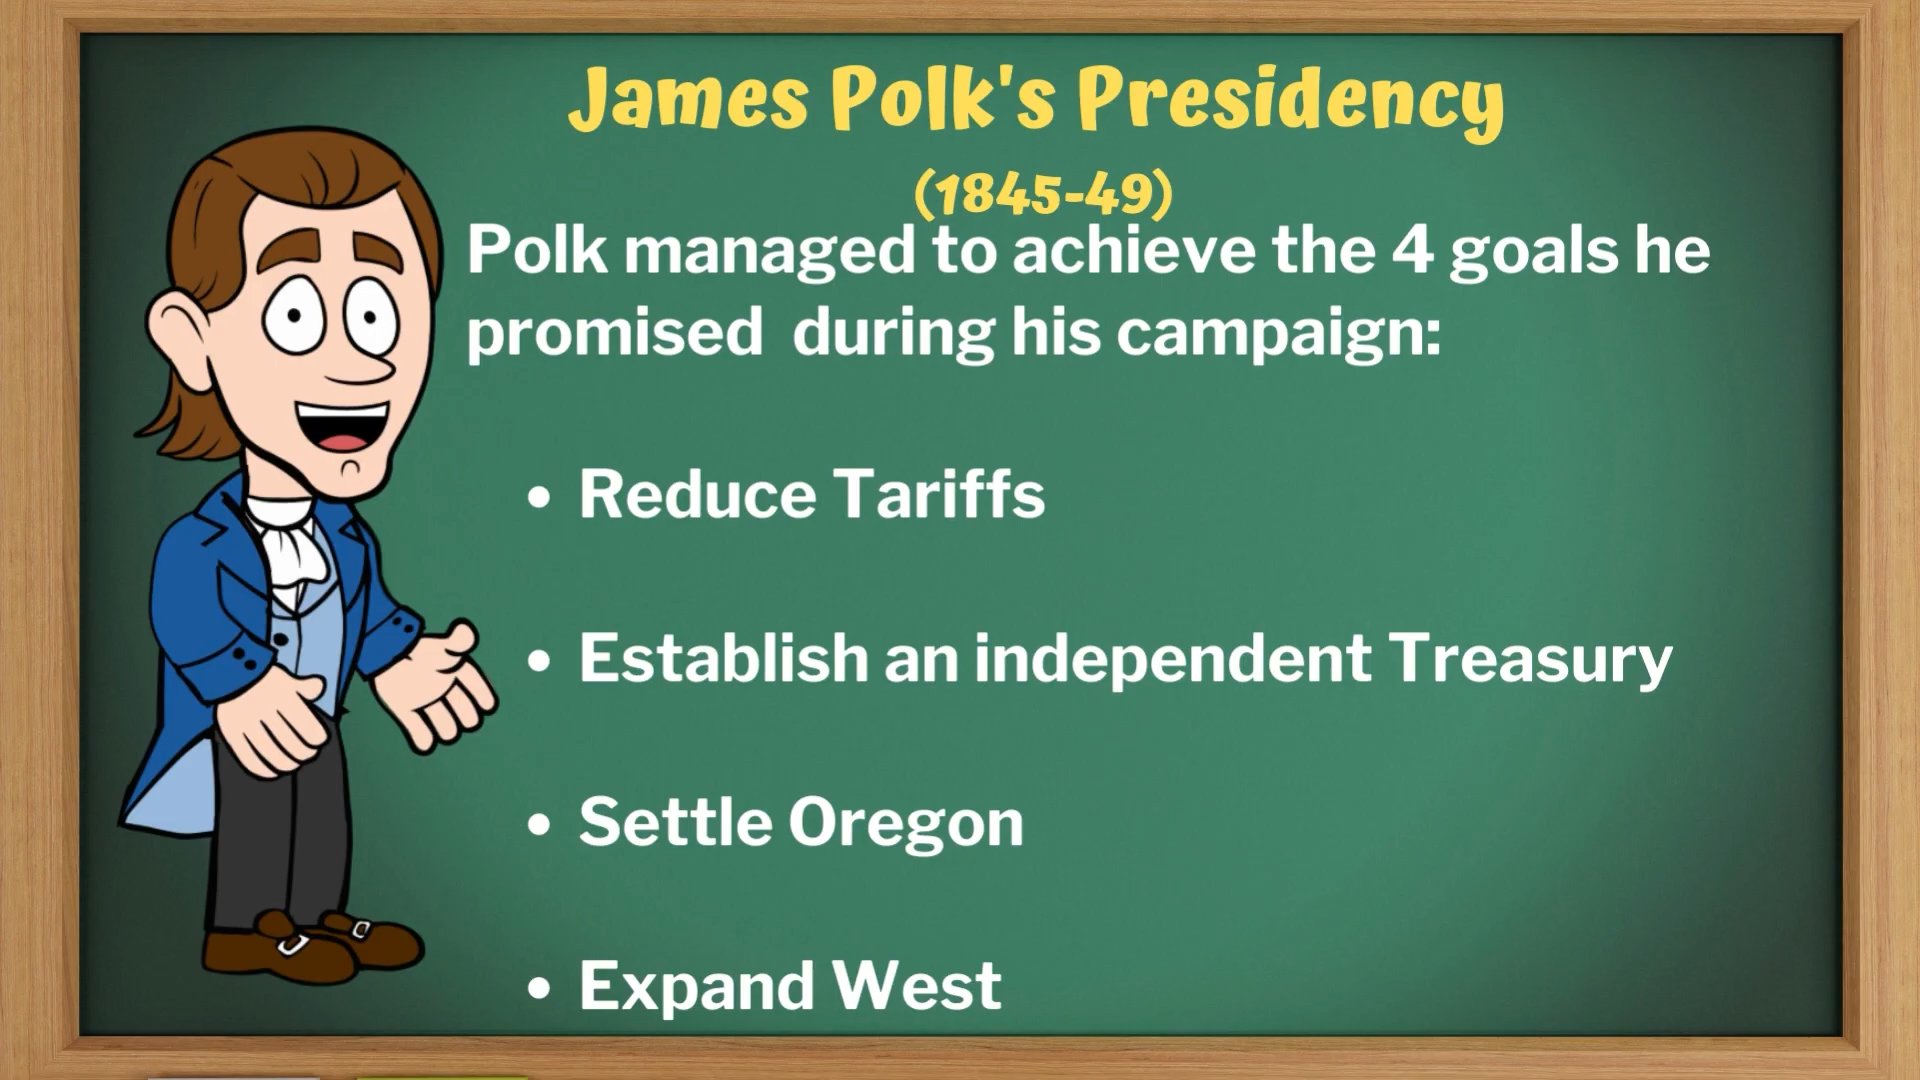 James Polk's Presidency
(1845-49)
Polk managed to achieve the 4 goals he
promised  during his campaign:
• Reduce Tariffs
• Establish an independent Treasury
• Settle Oregon
• Expand West